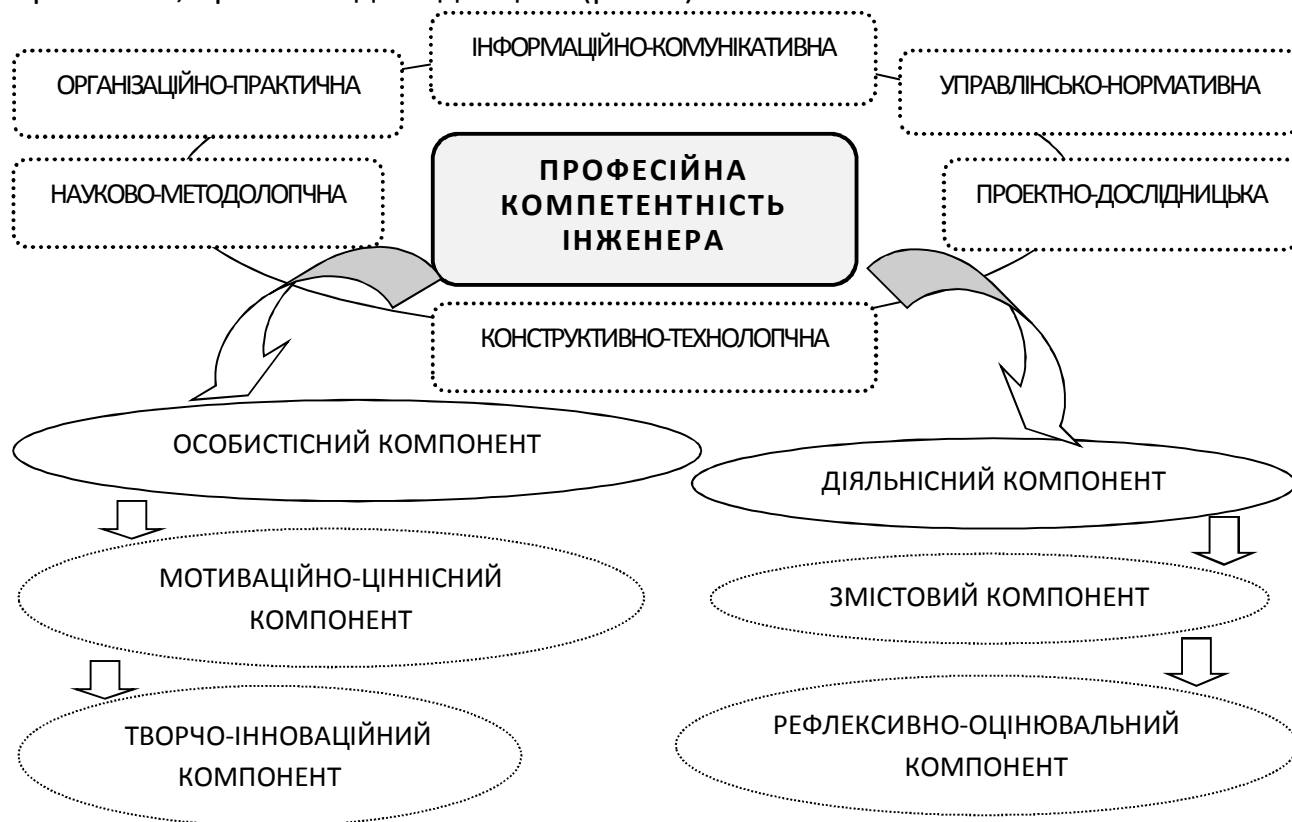 ІНФОРМАЦІЙНО-КОМУНІКАТИВНА
ОРГАНІЗАЦІЙНО-ПРАКТИЧНА
УПРАВЛІНСЬКО-НОРМАТИВНА
ПРОФЕСІЙНА
КОМПЕТЕНТНІСТЬ
ІНЖЕНЕРА
НАУКОВО-МЕТОДОЛОГІЧНА
ПРОЕКТНО-ДОСЛІДНИЦЬКА
КОНСТРУКТИВНО-ТЕХНОЛОГІЧНА
ОСОБИСТІСНИЙ КОМПОНЕНТ
ДІЯЛЬНІСНИЙ КОМПОНЕНТ
МОТИВАЦІЙНО-ЦІННІСНИЙ
КОМПОНЕНТ
ЗМІСТОВИЙ КОМПОНЕНТ
ТВОРЧО-ІННОВАЦІЙНИЙ
КОМПОНЕНТ
РЕФЛЕКСИВНО-ОЦІНЮВАЛЬНИЙ
КОМПОНЕНТ